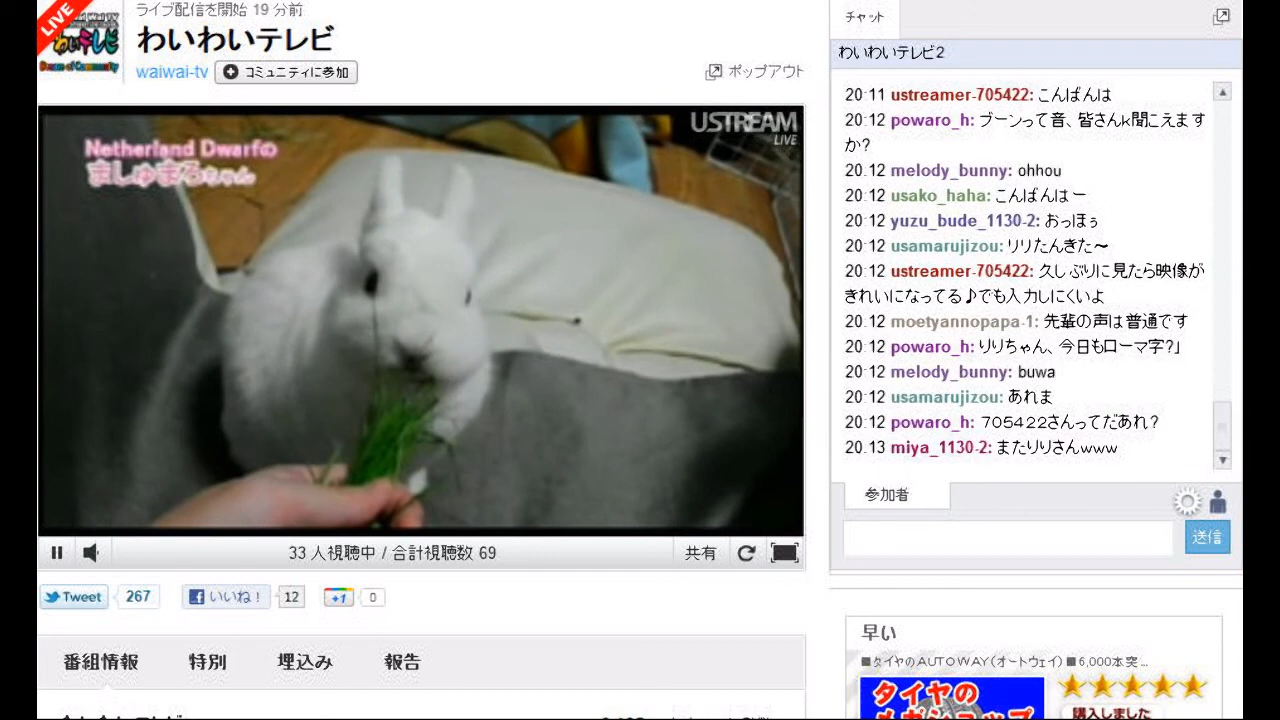 ライブ配信を開始 19 分前
LIVE
わいわいテレビ
waiwai-tv
コミュニティに参加
ポップアウト
USTREAM
LIVE
Netherland Dwarfの
ましゅまろちゃん
33 人視聴中 / 合計視聴数 69
共有
Tweet 267
いいね！ 12
+1 0
番組情報 特別 埋込み 報告
チャット
わいわいテレビ2
20:11 ustreamer-705422: こんばんは
20:12 powaro_h: ブーンって音、皆さんk聞こえます
か?
20:12 melody_bunny: ohhou
20:12 usako_haha: こんばんはー
20:12 yuzu_bude_1130-2: おっほぅ
20:12 usamarujizou: リリたんきた～
20:12 ustreamer-705422: 久しぶりに見たら映像が
きれいになってる♪でも入力しにくいよ
20:12 moetyannopapa-1: 先輩の声は普通です
20:12 powaro_h: りりちゃん、今日もローマ字?」
20:12 melody_bunny: buwa
20:12 usamarujizou: あれま
20:12 powaro_h: 705422さんってだあれ?
20:13 miya_1130-2: またりりさんwww
参加者
送信
早い
■タイヤのAUTOWAY(オートウェイ)■6,000本突...
タイヤの
購入しました